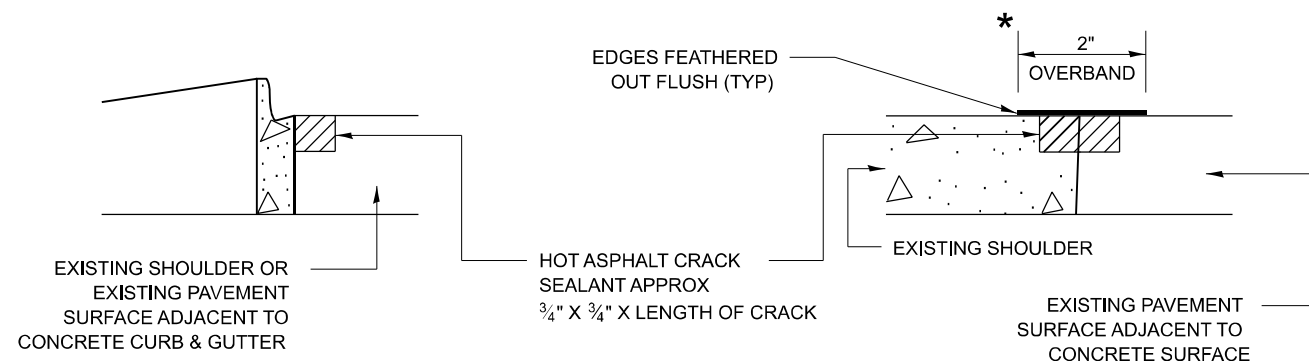 *
2"
OVERBAND
EDGES FEATHERED
OUT FLUSH (TYP)
EXISTING SHOULDER OR
EXISTING PAVEMENT
SURFACE ADJACENT TO
CONCRETE CURB & GUTTER
HOT ASPHALT CRACK
SEALANT APPROX
¾" X ¾" X LENGTH OF CRACK
EXISTING SHOULDER
EXISTING PAVEMENT
SURFACE ADJACENT TO
CONCRETE SURFACE